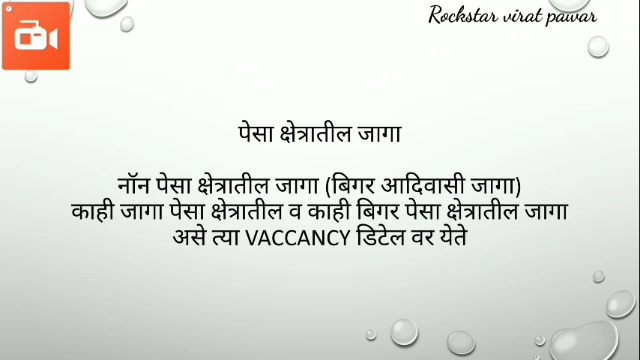 Rockstar virat pawar
पेसा क्षेत्रातील जागा
नॉन पेसा क्षेत्रातील जागा (बिगर आदिवासी जागा)
काही जागा पेसा क्षेत्रातील व काही बिगर पेसा क्षेत्रातील जागा
असे त्या VACCANCY डिटेल वर येते